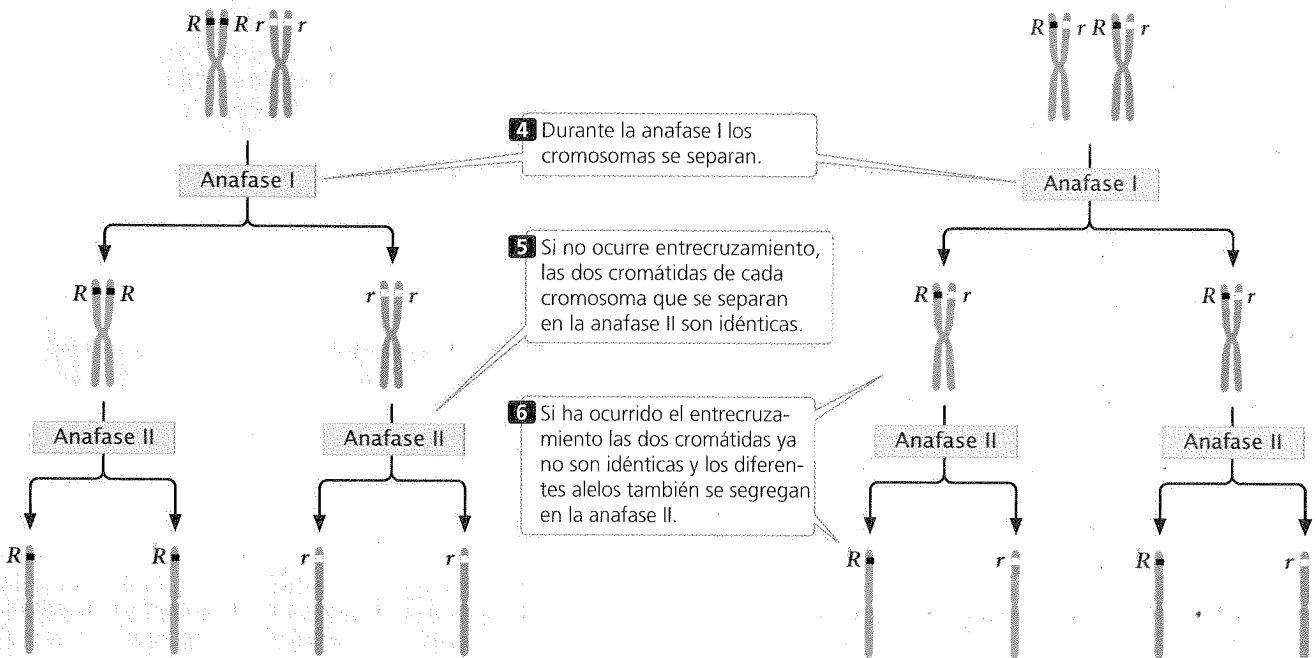 R R r r
R r R r
4 Durante la anafase I los
cromosomas se separan.
Anafase I
Anafase I
5 Si no ocurre entrecruzamiento,
las dos cromátidas de cada
cromosoma que se separan
en la anafase II son idénticas.
R R
r r
R r
R r
6 Si ha ocurrido el entrecruza-
miento las dos cromátidas ya
no son idénticas y los diferen-
tes alelos también se segregan
en la anafase II.
Anafase II
Anafase II
Anafase II
Anafase II
R
R
r
r
R
r
R
r